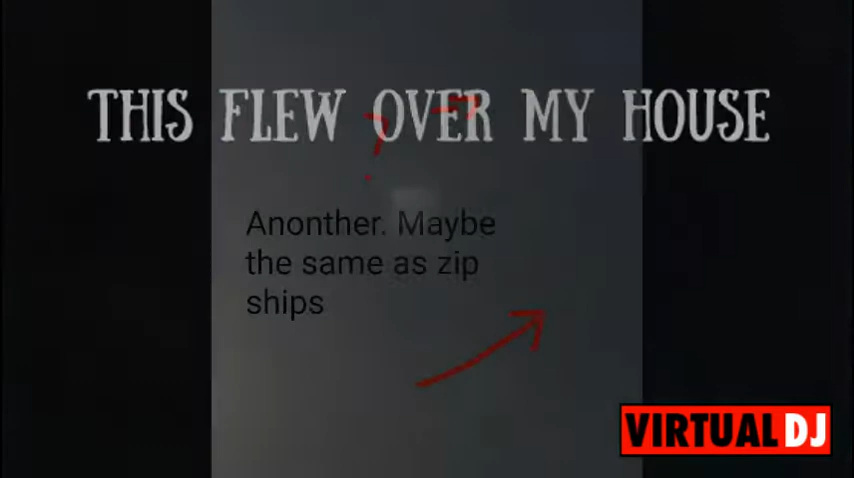 THIS FLEW OVER MY HOUSE
Anonther. Maybe
the same as zip
ships
VIRTUAL DJ